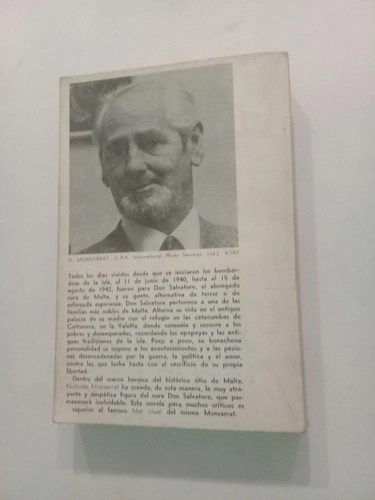 N. MONSARRAT (I.P.A. International, Photo Services Ltd.)
Todos los días vividos desde que se iniciaron los bombar-
deos de la isla, el 11 de junio de 1940, hasta el 15 de
agosto de 1942, fueron para Don Salvatore, el abnegado
cura de Malta, y su gente, alternativa de terror o de
esforzada esperanza. Don Salvatore pertenece a una de las
familias más nobles de Malta. Alterna su vida en el antiguo
palacio de su madre con el refugio en las catacumbas de
Cottonera, en La Valetta, donde consuela y socorre a los
pobres y desamparados, recordando las epopeyas y las anti-
guas tradiciones de la isla. Poco a poco, su bonachona
personalidad se impone a los acontecimientos y a las pasio-
nes desencadenadas por la guerra, la política y el amor,
contra las que lucha hasta con el sacrificio de su propia
libertad.
Dentro del marco heroico del histórico sitio de Malta,
Nicholas Monsarrat ha creado, de esta manera, la muy atra-
yente y simpática figura del cura Don Salvatore, que per-
manecerá inolvidable. Esta novela para muchos críticos es
superior al famoso Mar cruel del mismo Monsarrat.